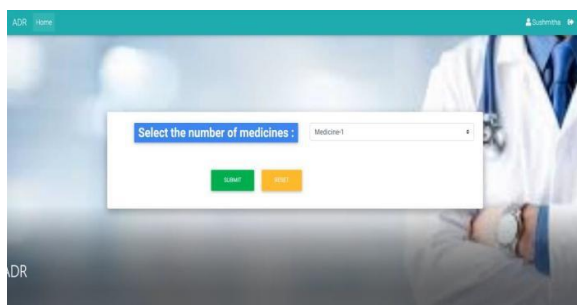 ADR Home Sushmitha
Select the number of medicines : Medicine-1
SUBMIT RESET
ADR